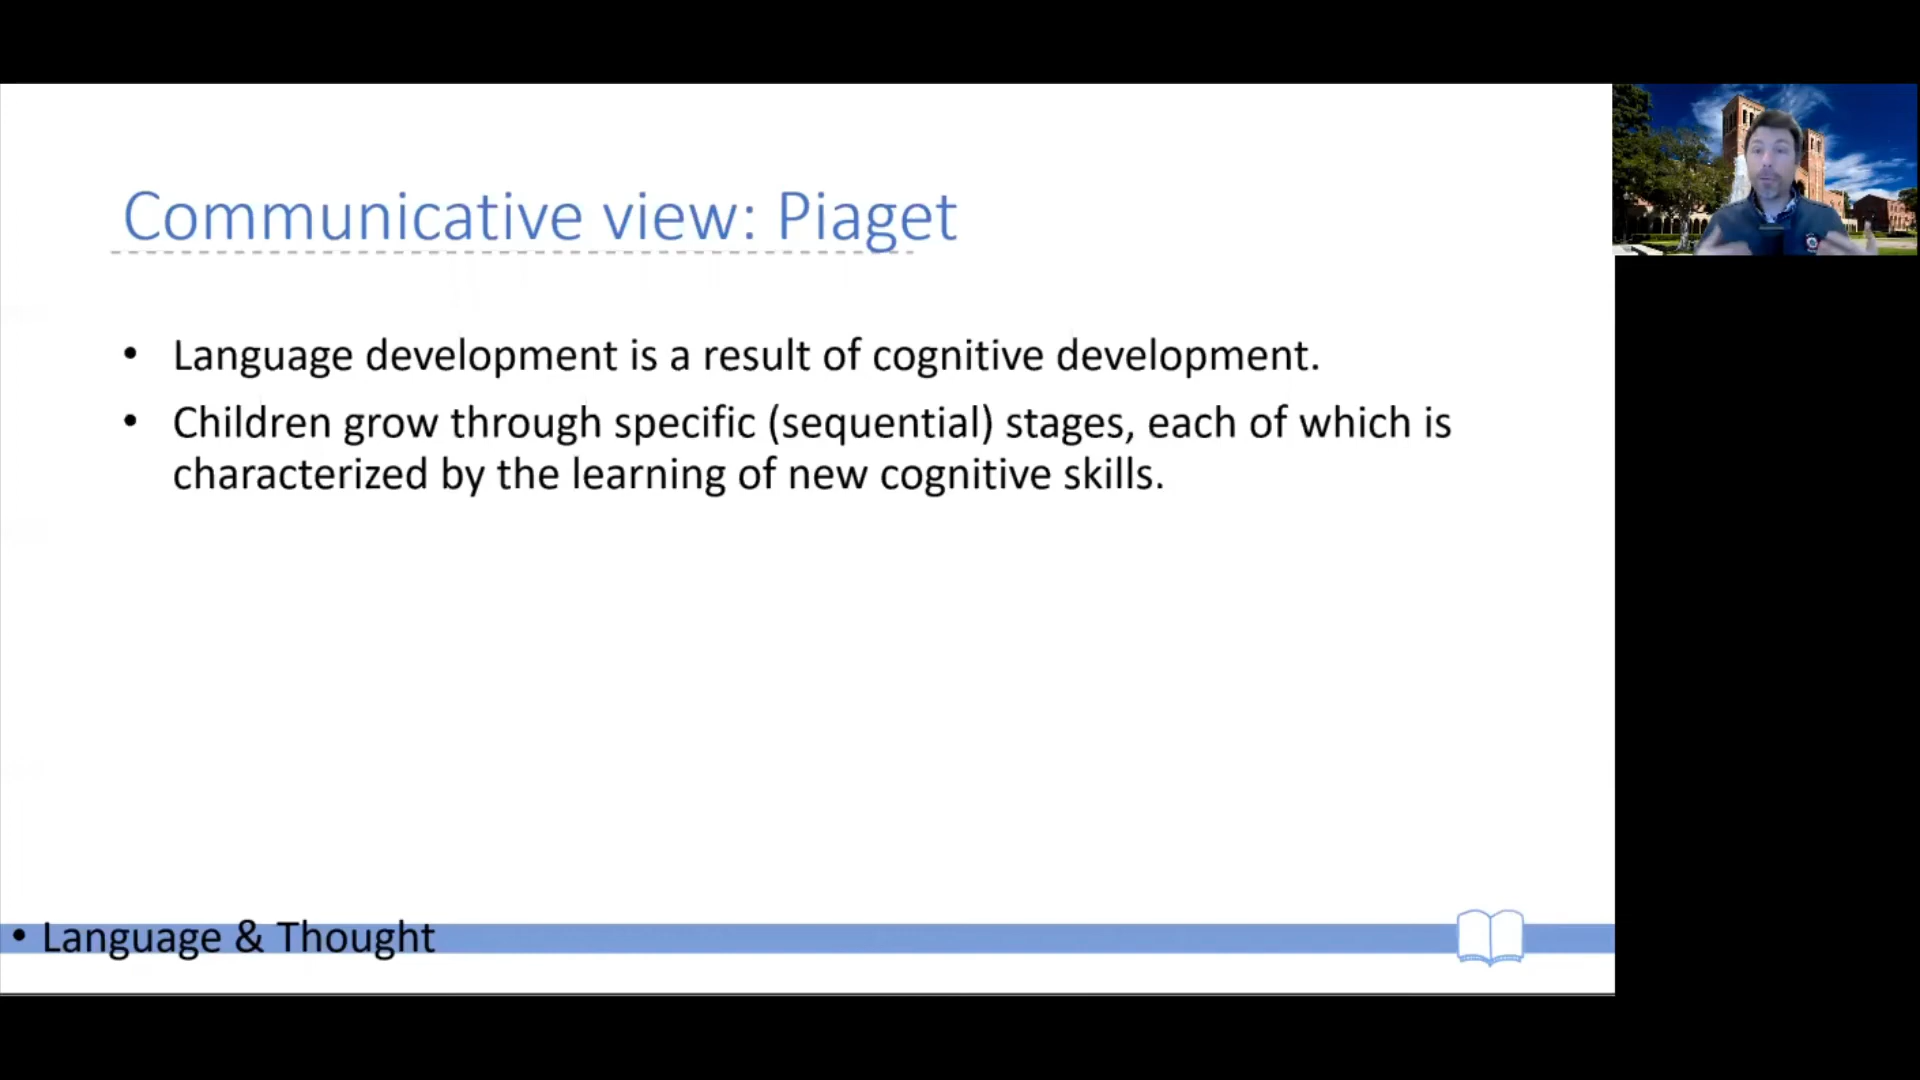 Communicative view: Piaget
• Language development is a result of cognitive development.
• Children grow through specific (sequential) stages, each of which is
characterized by the learning of new cognitive skills.
• Language & Thought